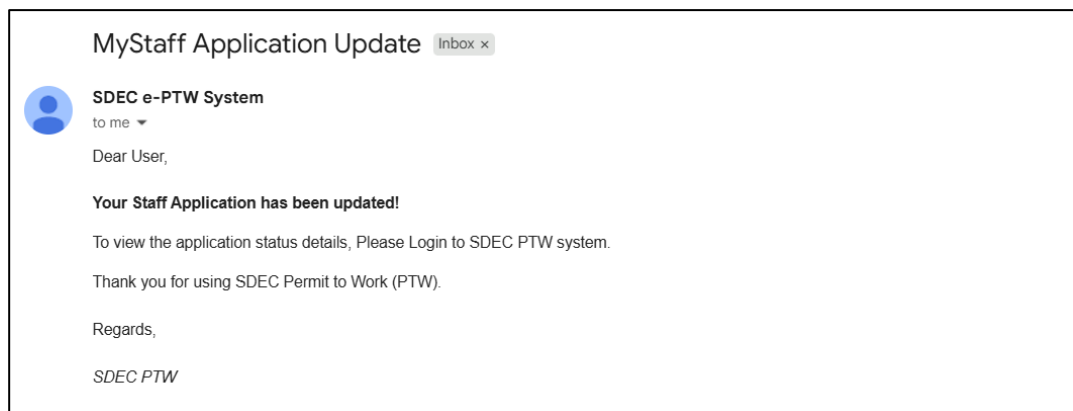 MyStaff Application Update Inbox ×
SDEC e-PTW System
to me
Dear User,
Your Staff Application has been updated!
To view the application status details, Please Login to SDEC PTW system.
Thank you for using SDEC Permit to Work (PTW).
Regards,
SDEC PTW